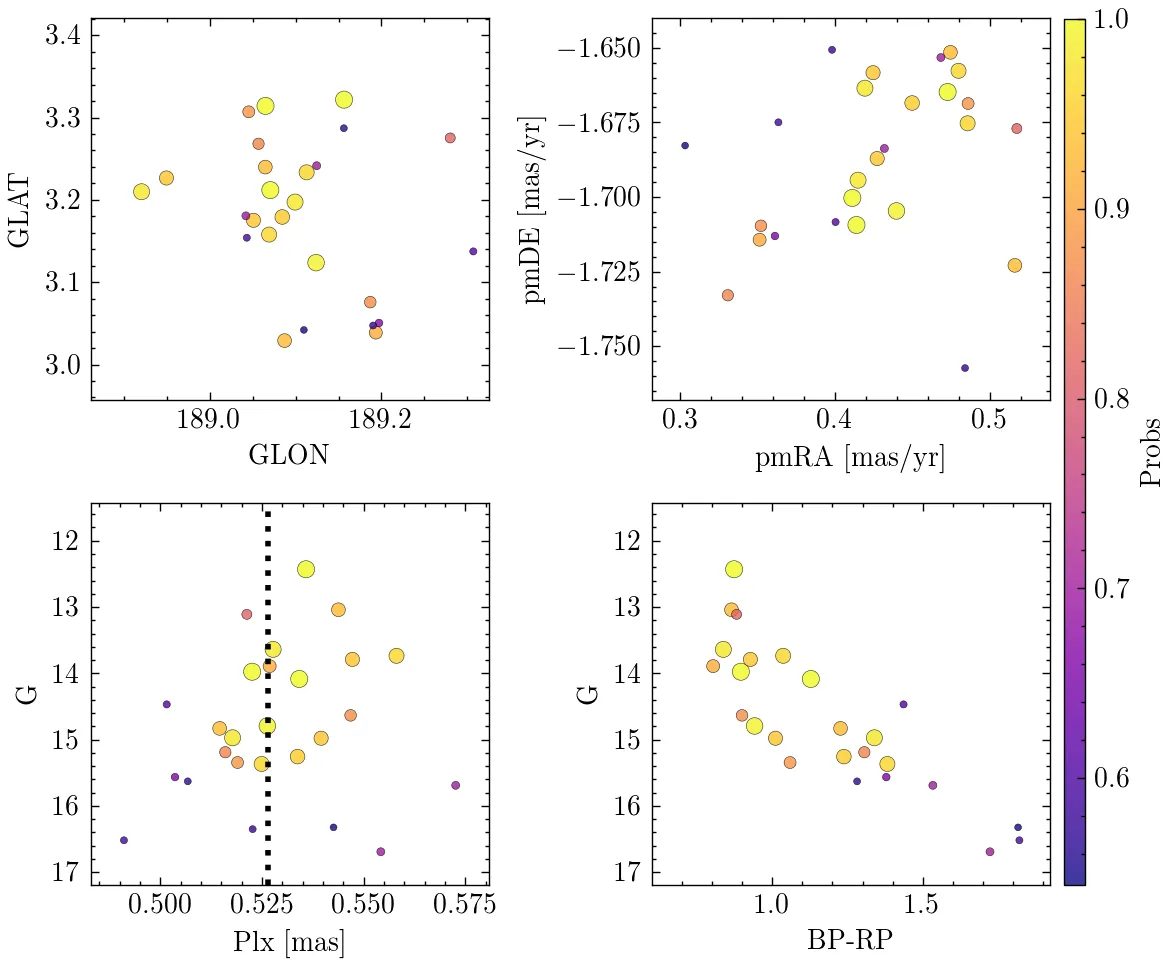 3.4
3.3
3.2
3.1
3.0
GLAT
189.0 189.2
GLON
−1.650
−1.675
−1.700
−1.725
−1.750
pmDE [mas/yr]
0.3 0.4 0.5
pmRA [mas/yr]
1.0
0.9
0.8
0.7
0.6
Probs
12
13
14
15
16
17
G
0.500 0.525 0.550 0.575
Plx [mas]
12
13
14
15
16
17
G
1.0 1.5
BP-RP